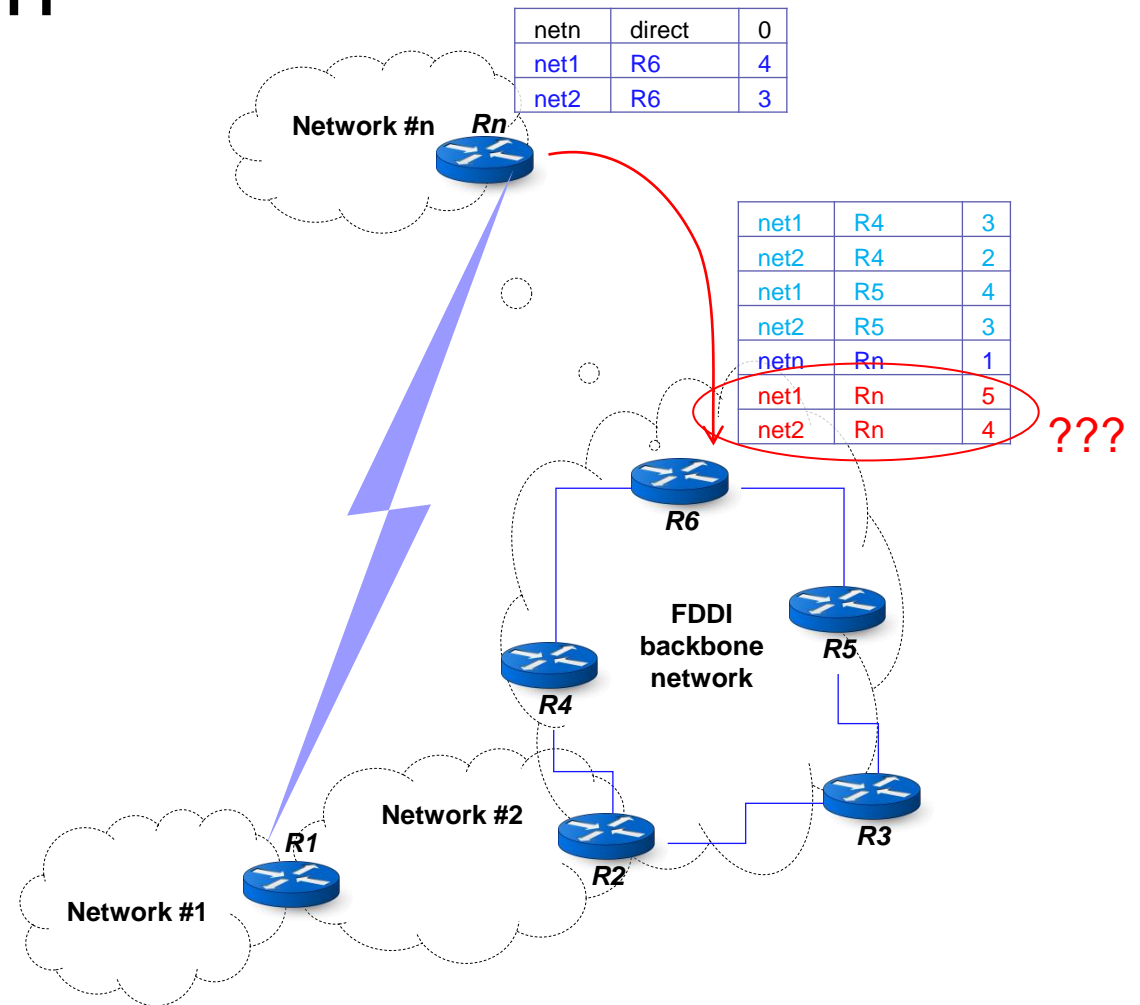 netn direct 0
net1 R6 4
net2 R6 3
Network #n
Rn
net1 R4 3
net2 R4 2
net1 R5 4
net2 R5 3
netn Rn 1
net1 Rn 5
net2 Rn 4
???
R6
FDDI
backbone
network
R5
R4
Network #2
R1
R2
R3
Network #1